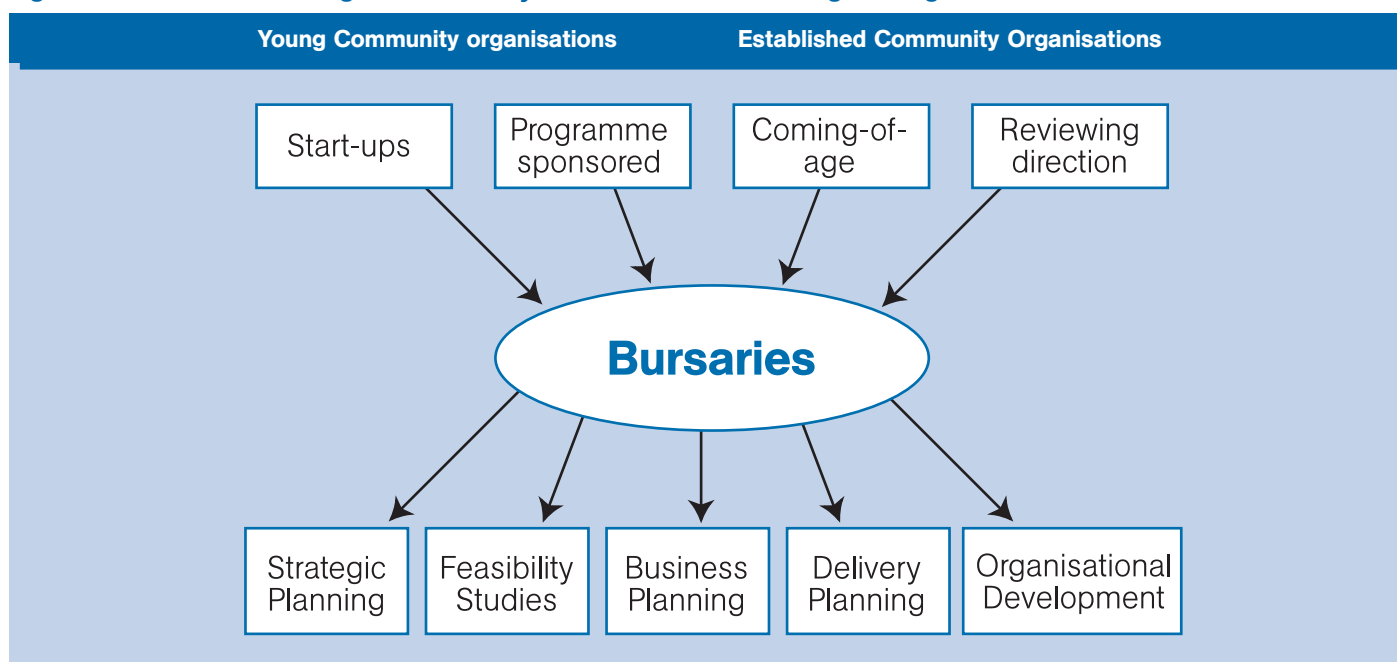 Young Community organisations
Established Community Organisations
Start-ups
Programme
sponsored
Coming-of-
age
Reviewing
direction
Bursaries
Strategic
Planning
Feasibility
Studies
Business
Planning
Delivery
Planning
Organisational
Development